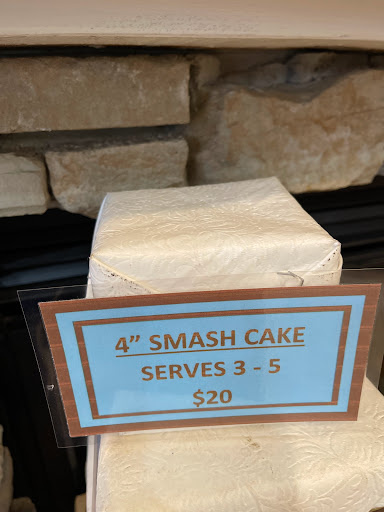 4” SMASH CAKE
SERVES 3 - 5
$20